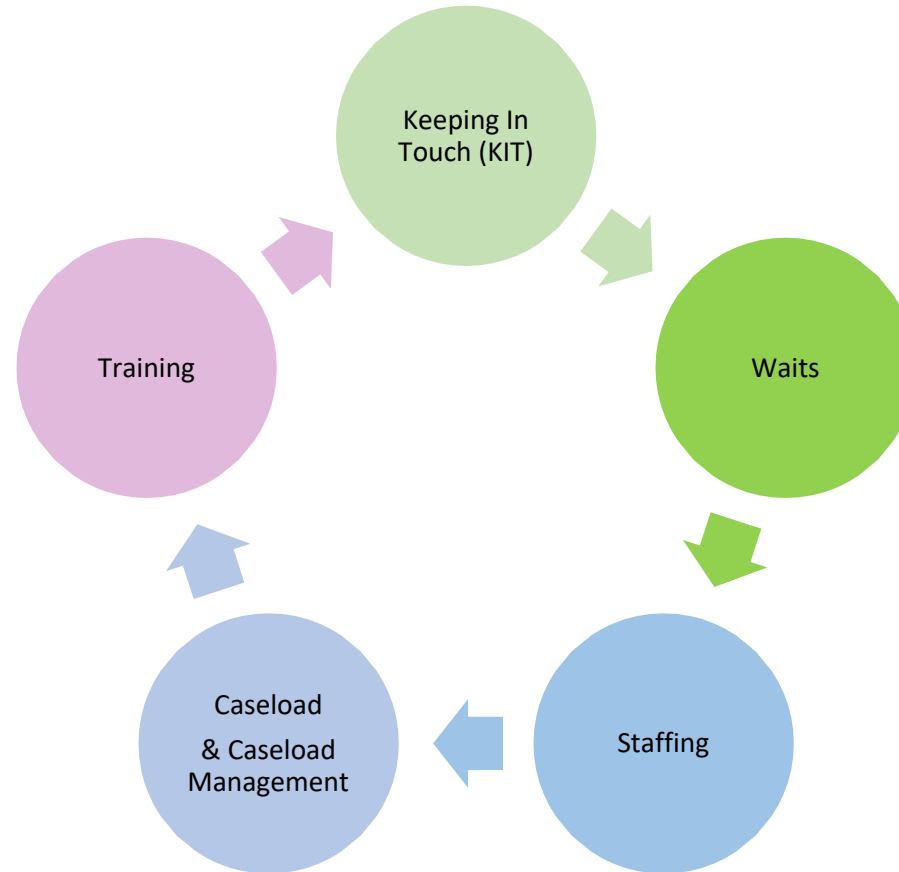 Keeping In
Touch (KIT)
Waits
Staffing
Caseload
& Caseload
Management
Training